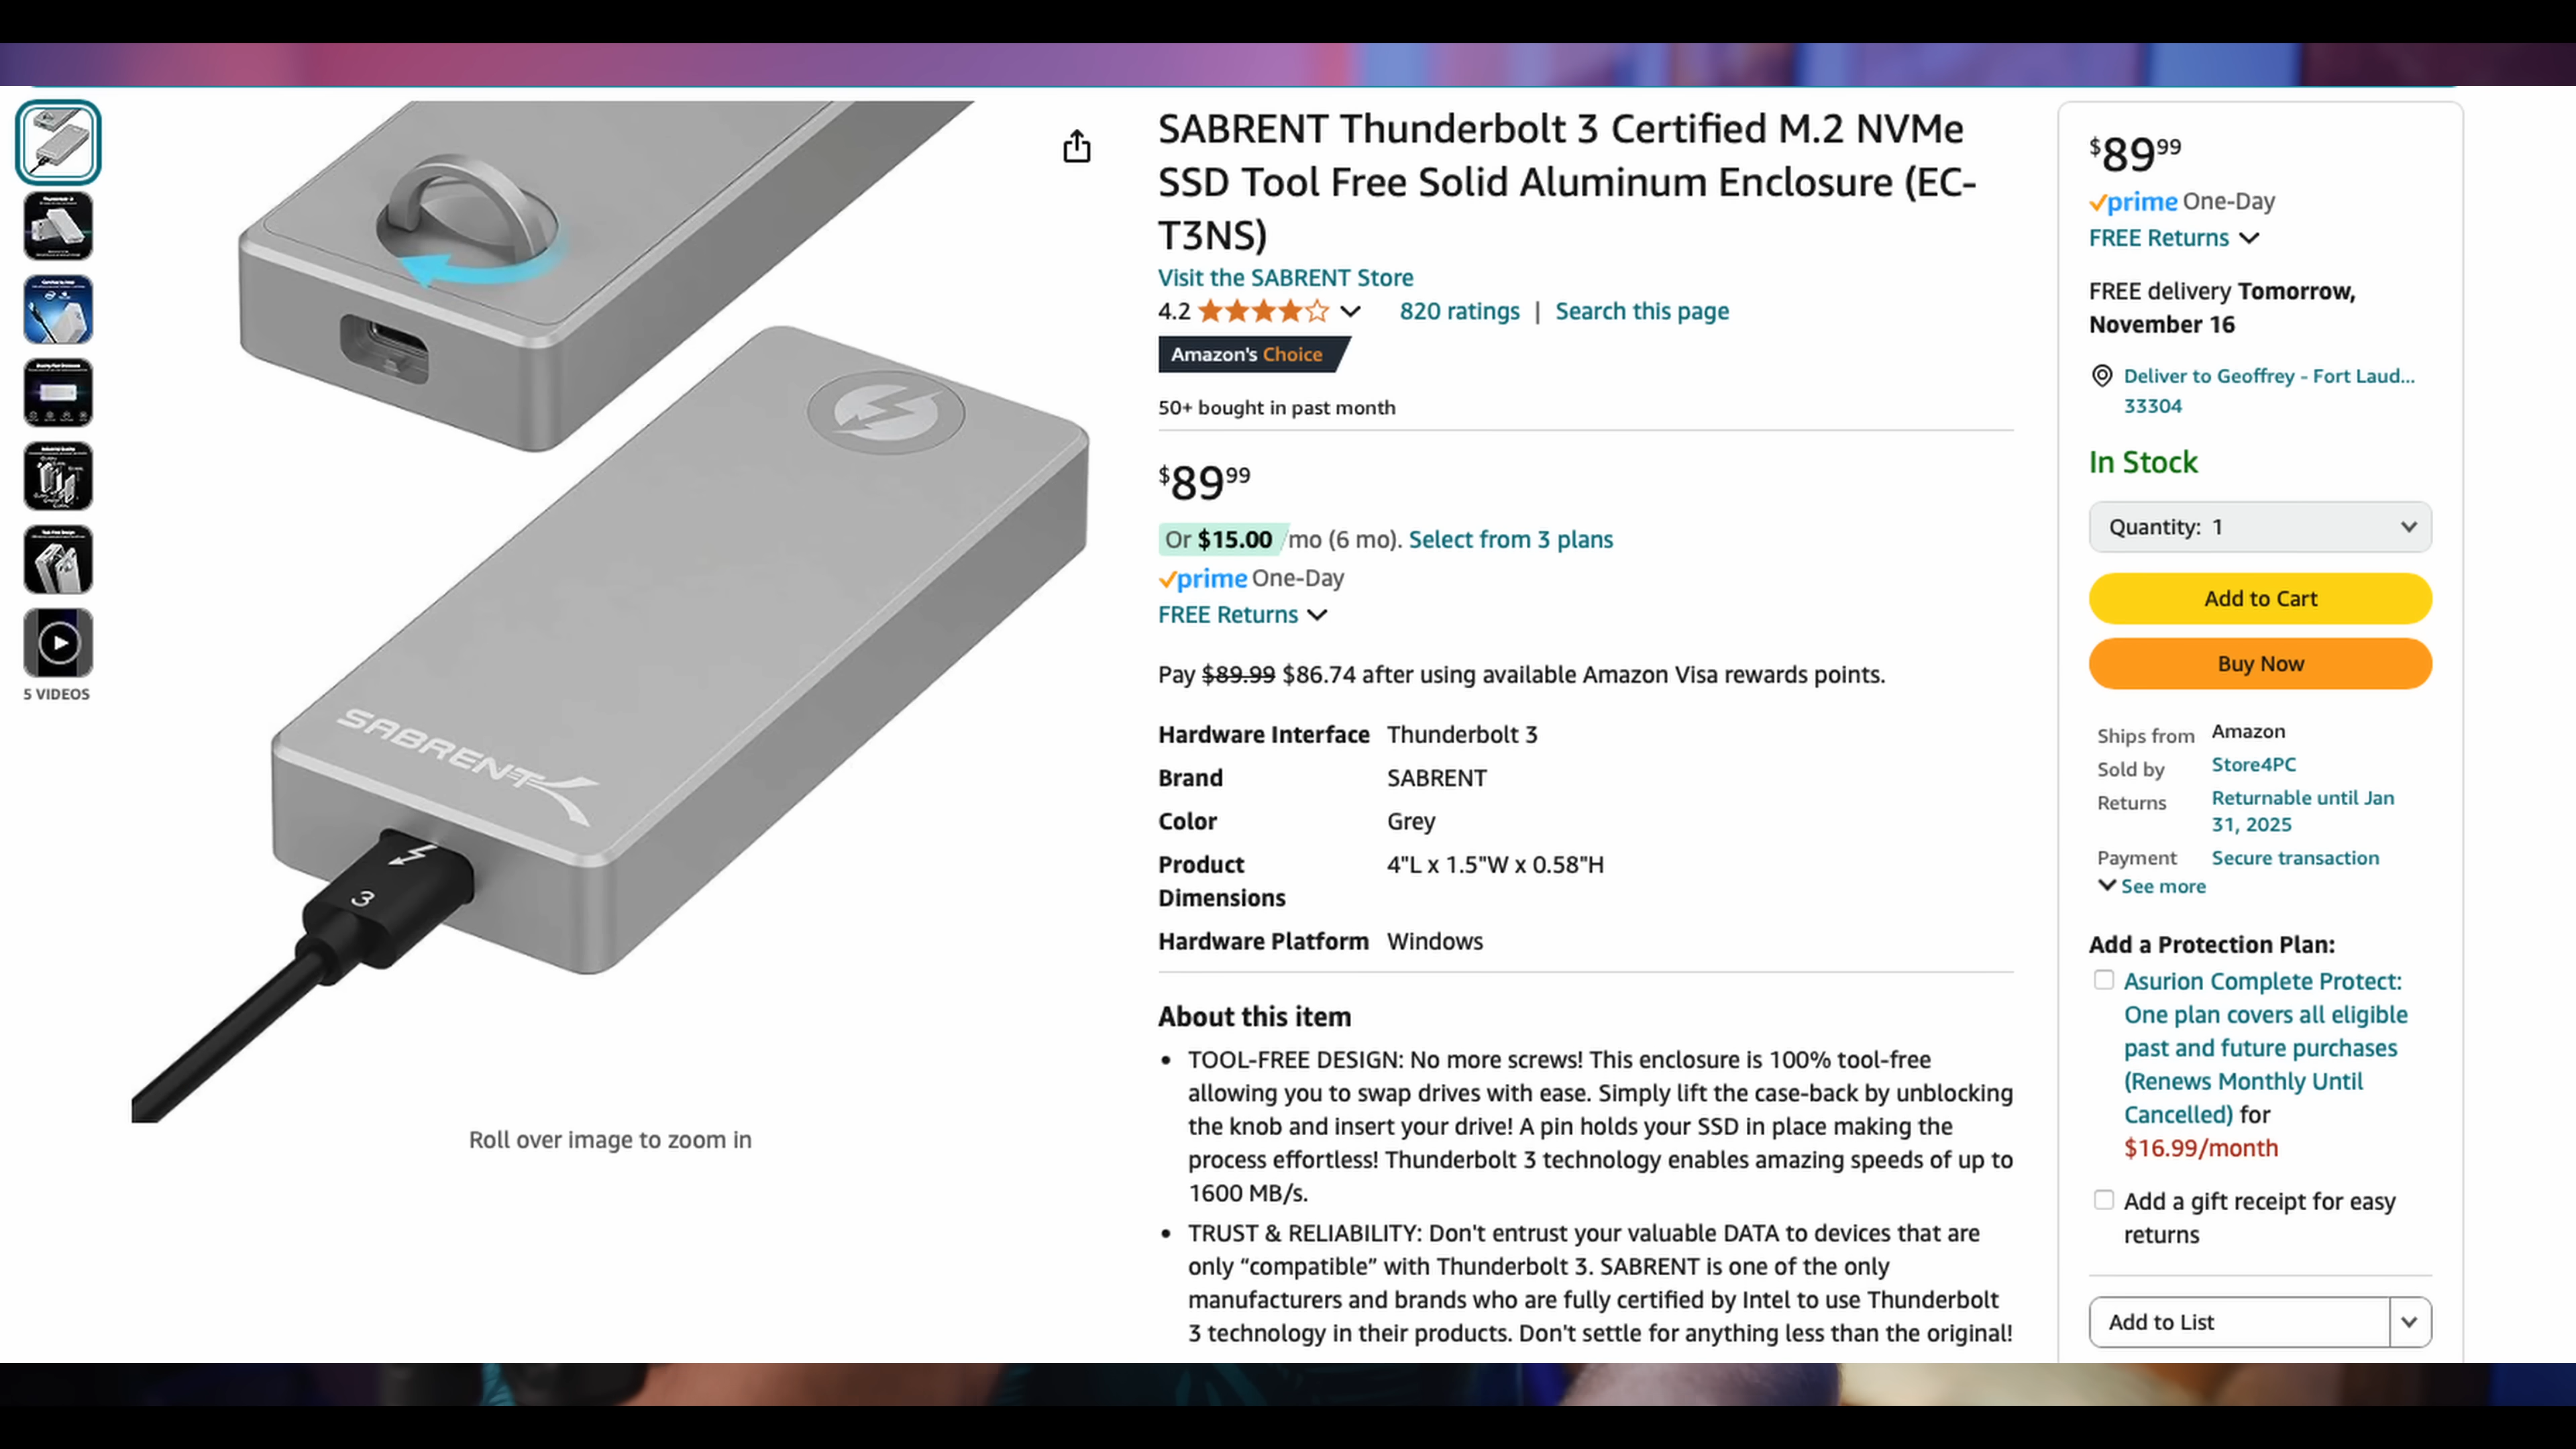 SABRENT
3
5 VIDEOS
Roll over image to zoom in
SABRENT Thunderbolt 3 Certified M.2 NVMe
SSD Tool Free Solid Aluminum Enclosure (EC-
T3NS)
Visit the SABRENT Store
4.2
820 ratings | Search this page
Amazon's Choice
50+ bought in past month
$89.99
Or $15.00 /mo (6 mo). Select from 3 plans
prime One-Day
FREE Returns
Pay $89.99 $86.74 after using available Amazon Visa rewards points.
Hardware Interface Thunderbolt 3
Brand SABRENT
Color Grey
Product 4"L x 1.5"W x 0.58"H
Dimensions
Hardware Platform Windows
About this item
• TOOL-FREE DESIGN: No more screws! This enclosure is 100% tool-free
allowing you to swap drives with ease. Simply lift the case-back by unblocking
the knob and insert your drive! A pin holds your SSD in place making the
process effortless! Thunderbolt 3 technology enables amazing speeds of up to
1600 MB/s.
• TRUST & RELIABILITY: Don't entrust your valuable DATA to devices that are
only “compatible” with Thunderbolt 3. SABRENT is one of the only
manufacturers and brands who are fully certified by Intel to use Thunderbolt
3 technology in their products. Don't settle for anything less than the original!
$89.99
prime One-Day
FREE Returns
FREE delivery Tomorrow,
November 16
Deliver to Geoffrey - Fort Laud...
33304
In Stock
Quantity: 1
Add to Cart
Buy Now
Ships from Amazon
Sold by Store4PC
Returns Returnable until Jan
31, 2025
Payment Secure transaction
See more
Add a Protection Plan:
Asurion Complete Protect:
One plan covers all eligible
past and future purchases
(Renews Monthly Until
Cancelled) for
$16.99/month
Add a gift receipt for easy
returns
Add to List